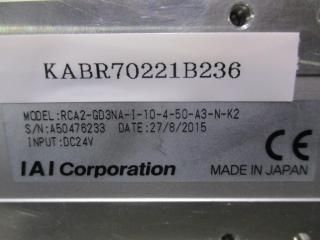 KABR70221B236
MODEL:RCA2-GD3NA-I-10-4-50-A3-N-K2
S/N:A50476233 DATE:27/8/2015
INPUT:DC24V
CE
IAI Corporation MADE IN JAPAN